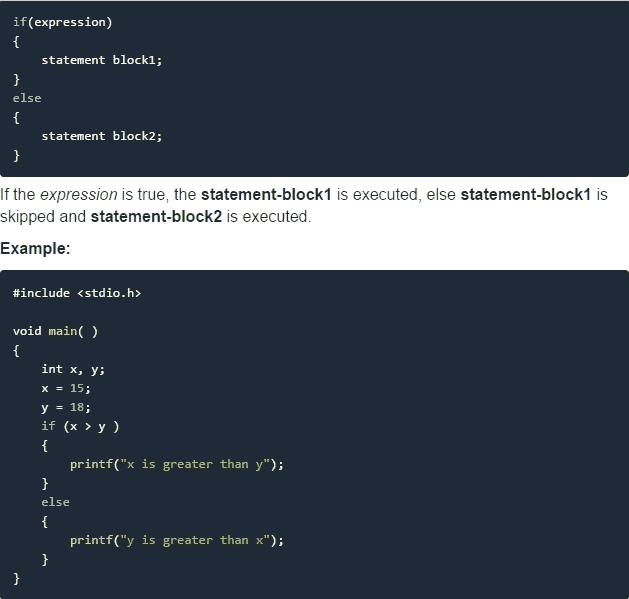 if(expression)
{
    statement block1;
}
else
{
    statement block2;
}
If the expression is true, the statement-block1 is executed, else statement-block1 is
skipped and statement-block2 is executed.
Example:
#include <stdio.h>
void main( )
{
    int x, y;
    x = 15;
    y = 18;
    if (x > y )
    {
        printf("x is greater than y");
    }
    else
    {
        printf("y is greater than x");
    }
}